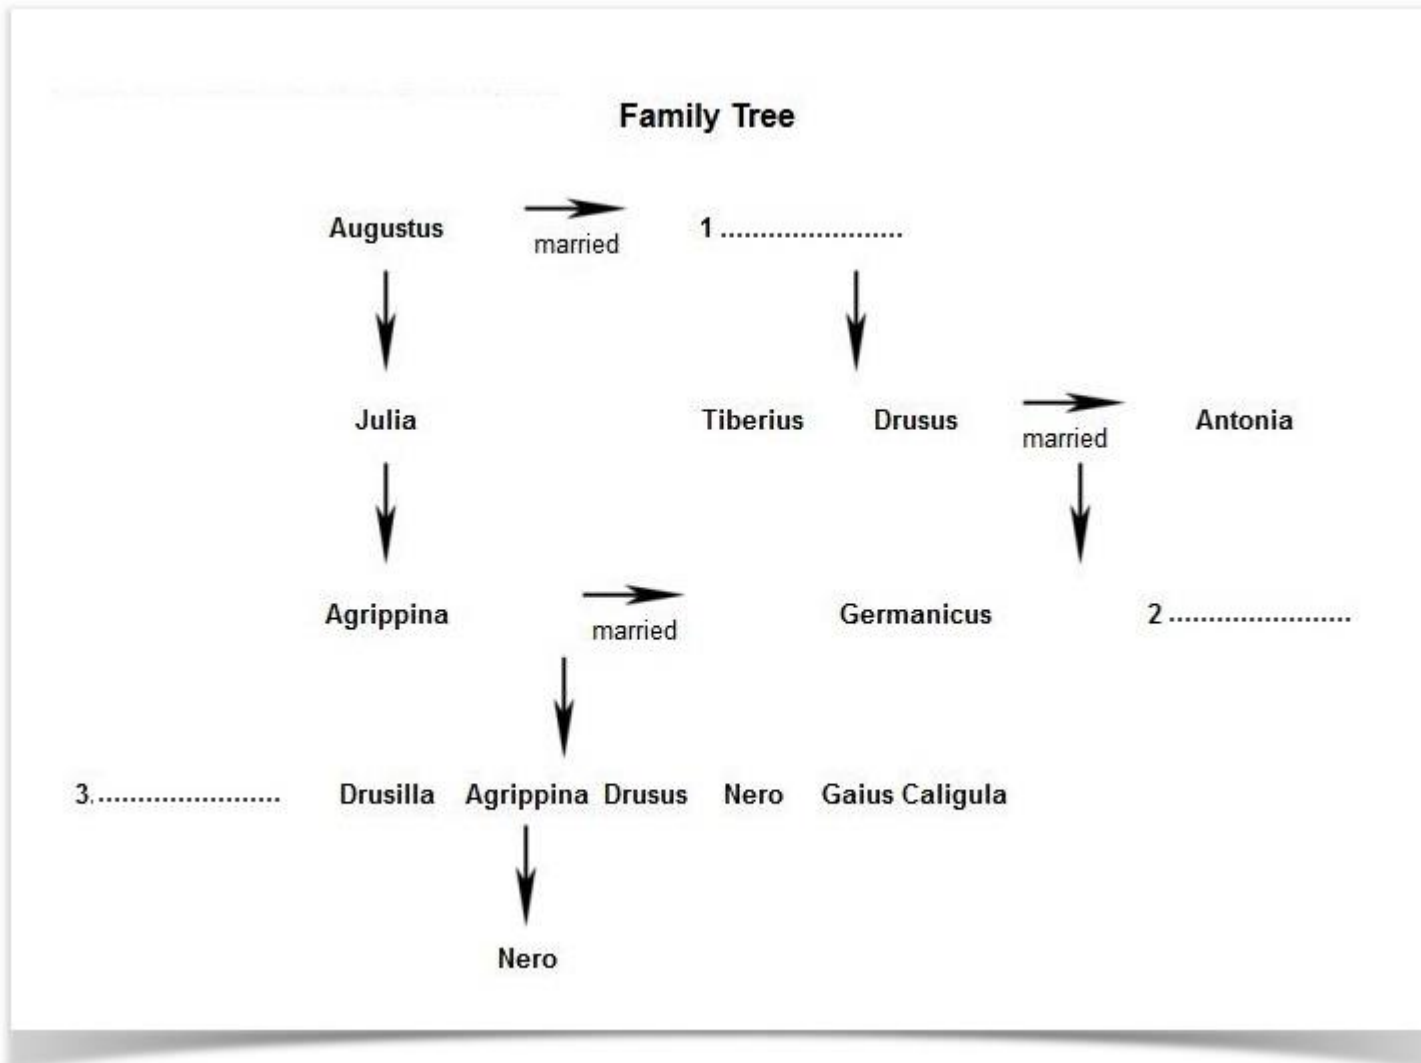 Family Tree
Augustus married 1 .......................
Julia Tiberius Drusus married Antonia
Agrippina married Germanicus 2 .......................
3. ....................... Drusilla Agrippina Drusus Nero Gaius Caligula
Nero